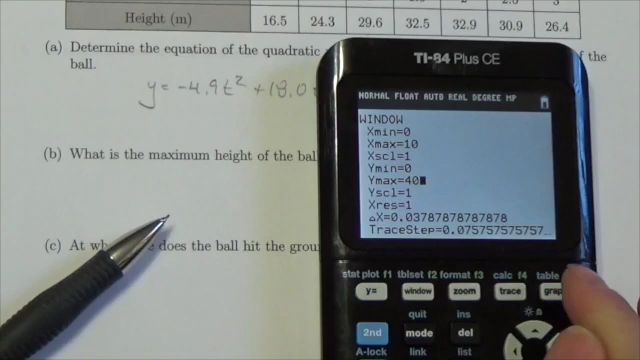 Height (m) 16.5 24.3 29.6 32.5 32.9 30.9 26.4
(a) Determine the equation of the quadratic of the
ball.
y = -4.9t² + 18.0
(b) What is the maximum height of the ball
(c) At does the ball hit the
TI-84 Plus CE
NORMAL FLOAT AUTO REAL DEGREE MP
WINDOW
Xmin=0
Xmax=10
Xscl=1
Ymin=0
Ymax=40
Yscl=1
Xres=1
△X=0.03787878787878
TraceStep=0.075757575757...
stat plot f1 tblset f2 format f3 calc f4 table
y= window zoom trace
quit ins
2nd mode del
A-lock link list